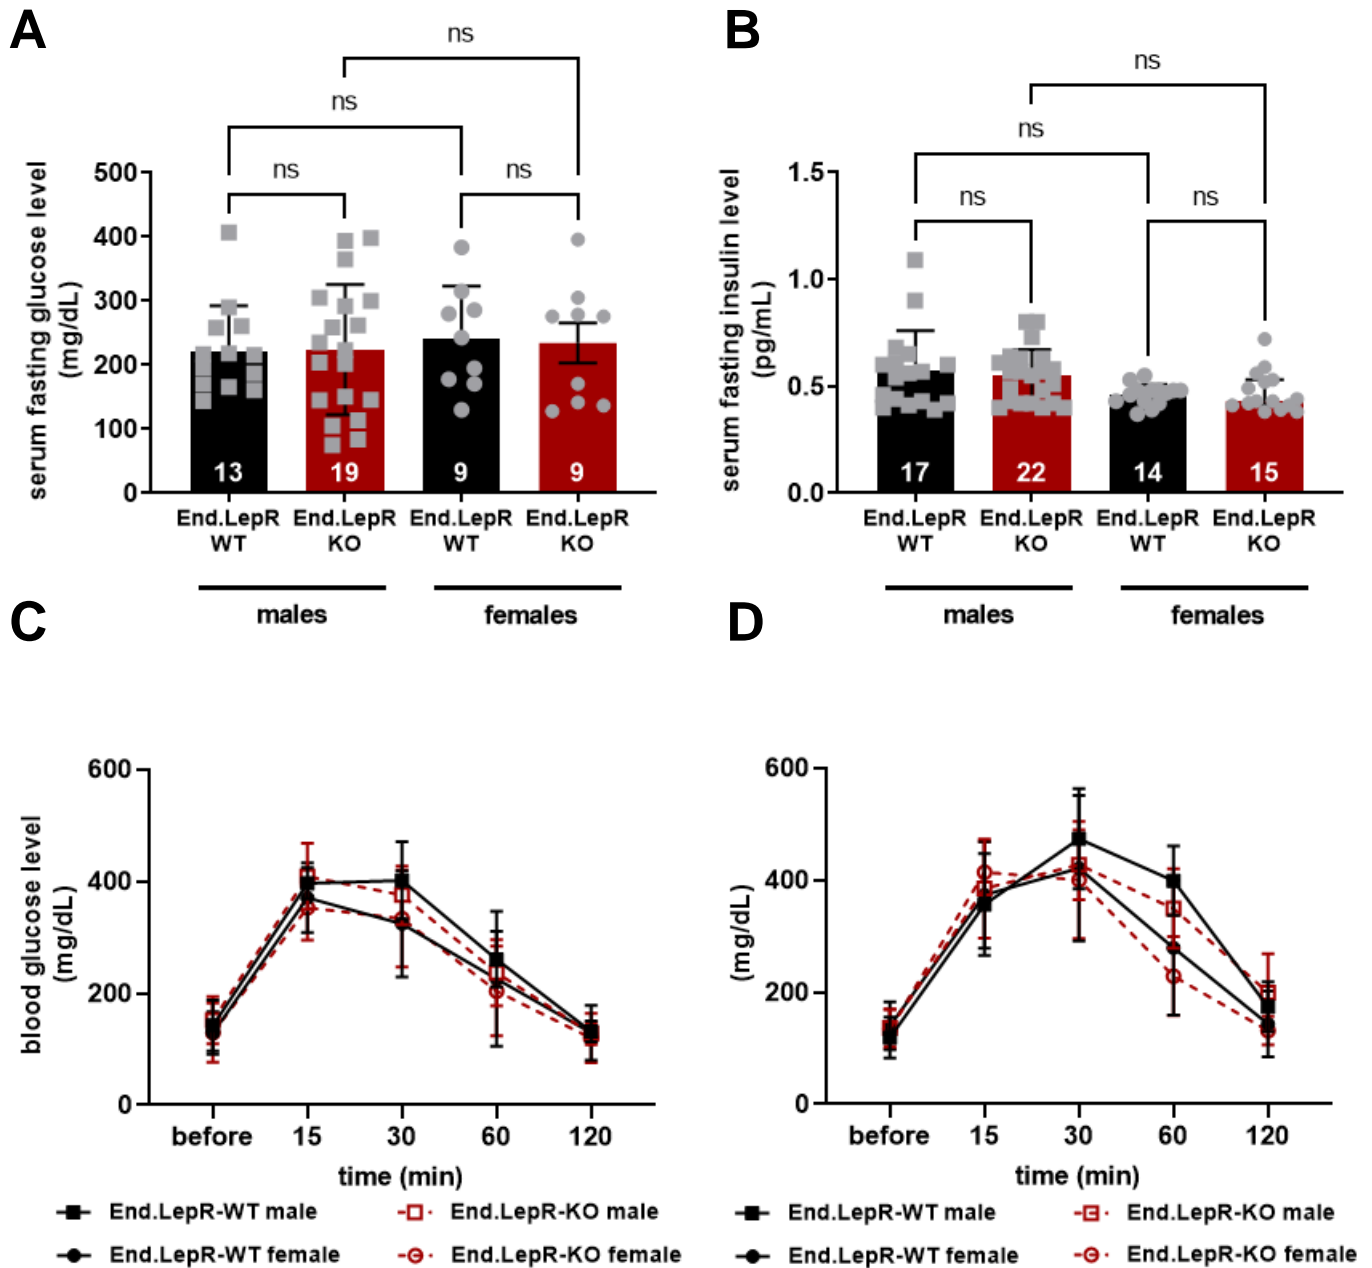 A
B
ns
ns
ns
ns
serum fasting glucose level
(mg/dL)
500
400
300
200
100
0
13
19
9
9
End.LepR
WT
End.LepR
KO
End.LepR
WT
End.LepR
KO
males
females
ns
ns
ns
ns
serum fasting insulin level
(pg/mL)
1.5
1.0
0.5
0.0
17
22
14
15
End.LepR
WT
End.LepR
KO
End.LepR
WT
End.LepR
KO
males
females
C
D
blood glucose level
(mg/dL)
600
400
200
0
before
15
30
60
120
time (min)
End.LepR-WT male
End.LepR-KO male
End.LepR-WT female
End.LepR-KO female
(mg/dL)
600
400
200
0
before
15
30
60
120
time (min)
End.LepR-WT male
End.LepR-KO male
End.LepR-WT female
End.LepR-KO female